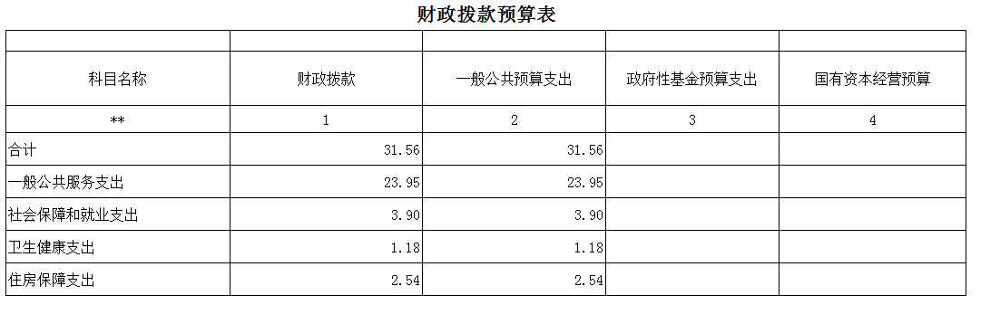 财政拨款预算表
科目名称 财政拨款 一般公共预算支出 政府性基金预算支出 国有资本经营预算
** 1 2 3 4
合计 31.56 31.56
一般公共服务支出 23.95 23.95
社会保障和就业支出 3.90 3.90
卫生健康支出 1.18 1.18
住房保障支出 2.54 2.54